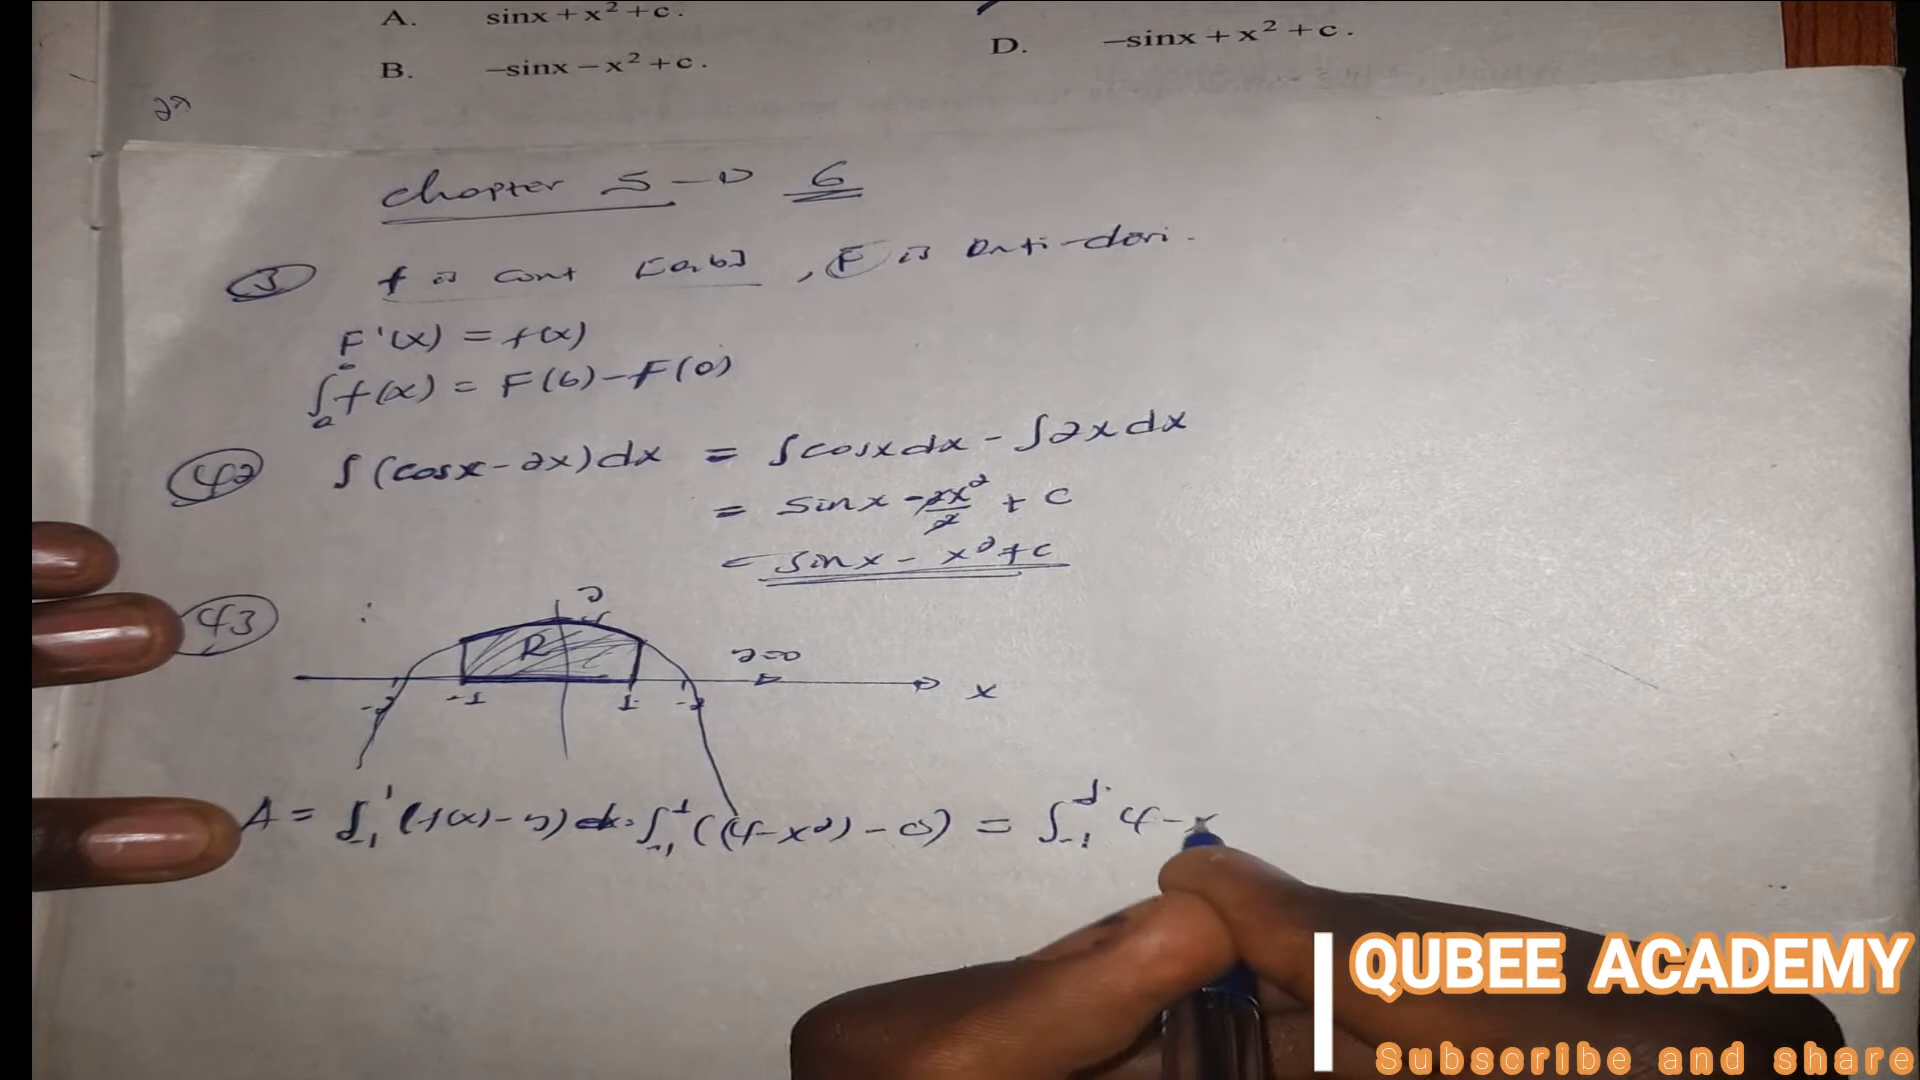 A. sinx + x² + c.
D. –sinx + x² + c.
B. –sinx – x² + c.
2x
chapter 5 – 6
f is cont [a,b], F is anti-deri.
F'(x) = f(x)
∫ₐᵇ f(x) = F(b) – F(a)
42 ∫(cosx – 2x)dx = ∫cosxdx – ∫2xdx
= sinx – 2x²/2 + c
= sinx – x² + c
43 :
R
y=0
-2 -1 1 -2 x
A = ∫₋₁¹ (f(x) – y) dx = ∫₋₁¹ ((4 – x²) – 0) = ∫₋₁¹ 4 – x
QUBEE ACADEMY
Subscribe and share